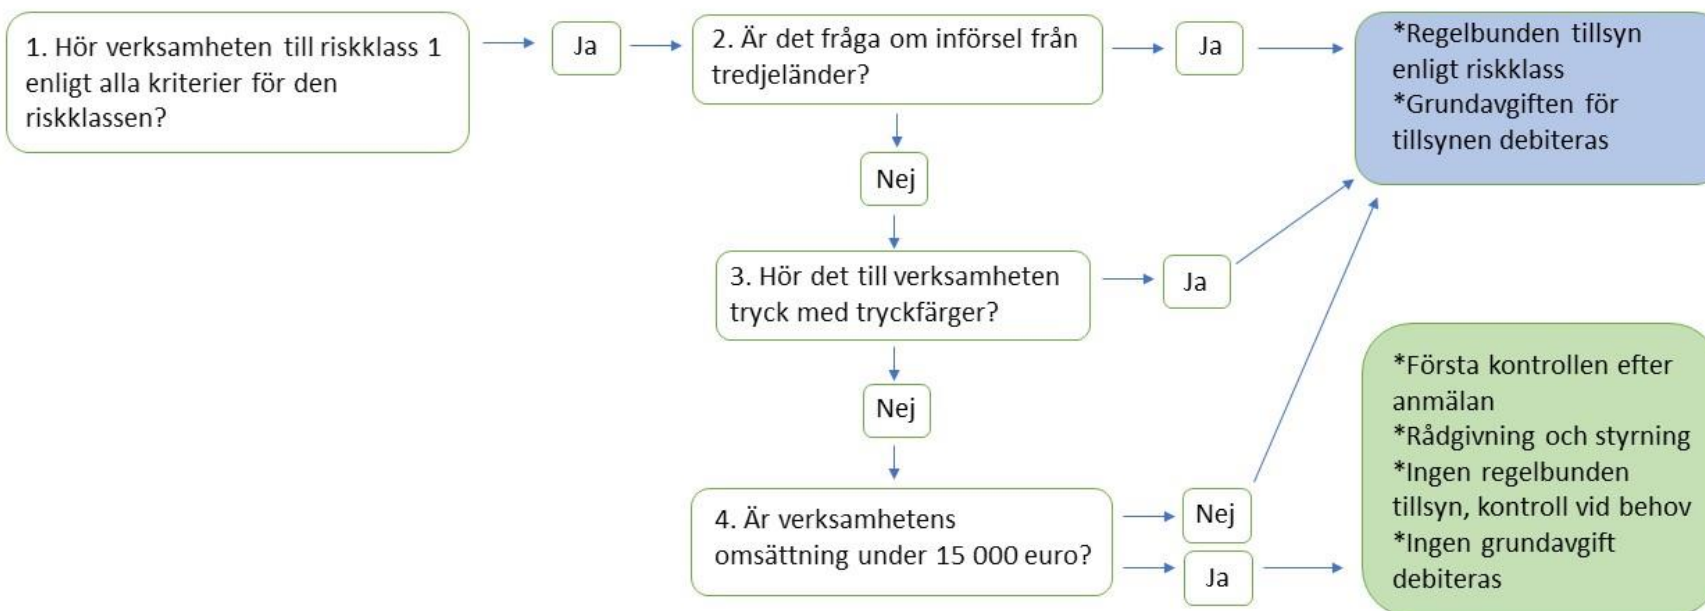 1. Hör verksamheten till riskklass 1
enligt alla kriterier för den
riskklassen?
Ja
2. Är det fråga om införsel från
tredjeländer?
Ja
*Regelbunden tillsyn
enligt riskklass
*Grundavgiften för
tillsynen debiteras
Nej
3. Hör det till verksamheten
tryck med tryckfärger?
Ja
Nej
4. Är verksamhetens
omsättning under 15 000 euro?
Nej
Ja
*Första kontrollen efter
anmälan
*Rådgivning och styrning
*Ingen regelbunden
tillsyn, kontroll vid behov
*Ingen grundavgift
debiteras